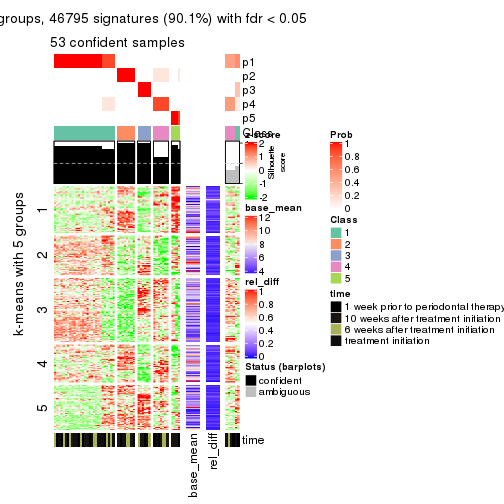 groups, 46795 signatures (90.1%) with fdr < 0.05
53 confident samples
p1
p2
p3
p4
p5
Class
z-score
2
1
0
-1
-2
Silhouette
score
Prob
1
0.8
0.6
0.4
0.2
0
base_mean
12
10
8
6
4
Class
1
2
3
4
5
rel_diff
1
0.8
0.6
0.4
0.2
0
time
1 week prior to periodontal therapy
10 weeks after treatment initiation
6 weeks after treatment initiation
treatment initiation
Status (barplots)
confident
ambiguous
k-means with 5 groups
1
2
3
4
5
time
base_mean
rel_diff